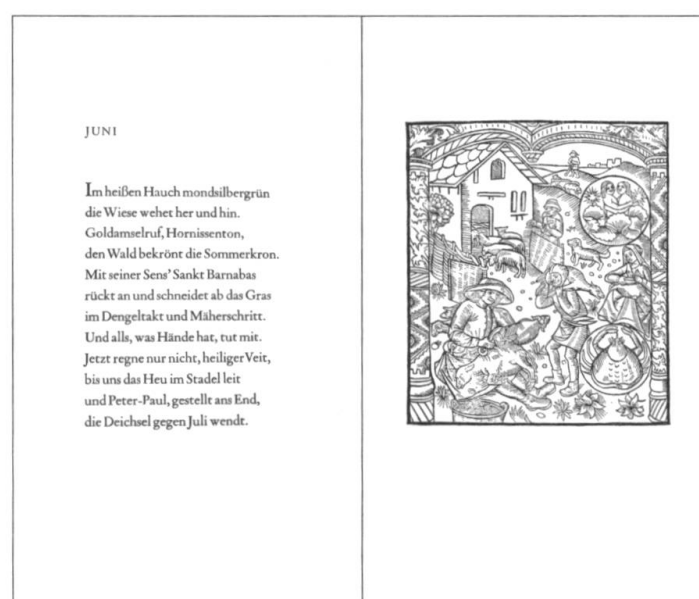 JUNI
Im heißen Hauch mondsilbergrün
die Wiese wehet her und hin.
Goldamselruf, Hornissenton,
den Wald bekrönt die Sommerkron.
Mit seiner Sens' Sankt Barnabas
rückt an und schneidet ab das Gras
im Dengeltakt und Mäherschritt.
Und alls, was Hände hat, tut mit.
Jetzt regne nur nicht, heiliger Veit,
bis uns das Heu im Stadel leit
und Peter-Paul, gestellt ans End,
die Deichsel gegen Juli wendt.